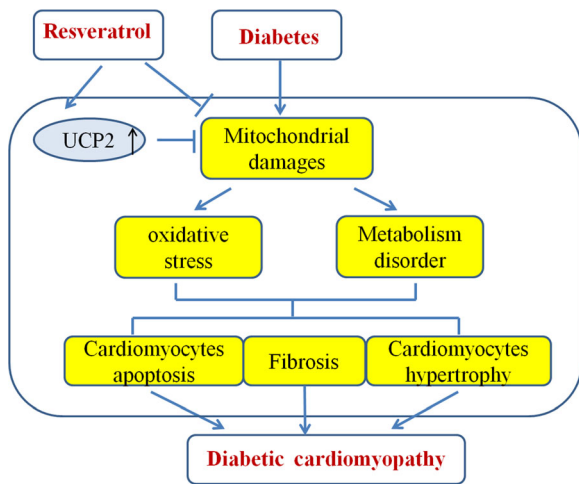 Resveratrol
Diabetes
UCP2 ↑
Mitochondrial
damages
oxidative
stress
Metabolism
disorder
Cardiomyocytes
apoptosis
Fibrosis
Cardiomyocytes
hypertrophy
Diabetic cardiomyopathy